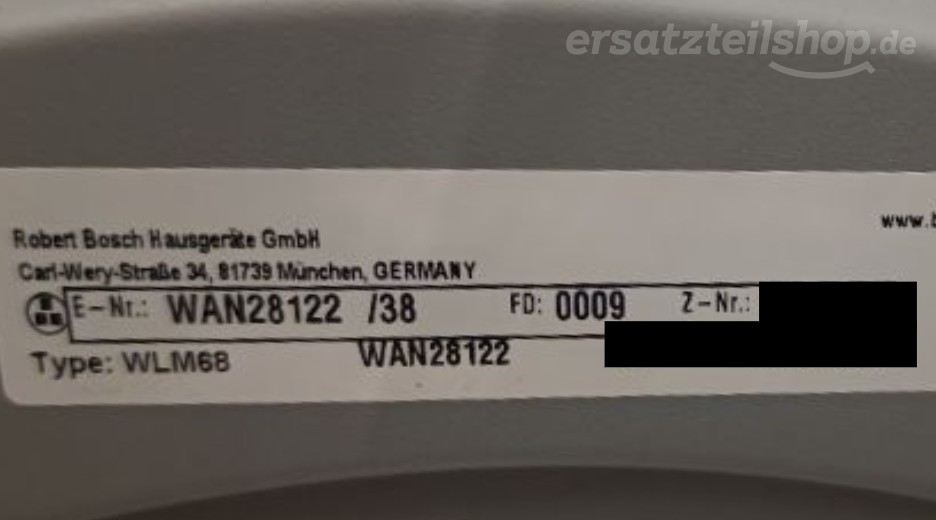 ersatzteilshop.de
www.
Robert Bosch Hausgeräte GmbH
Carl-Wery-Straße 34, 81739 München, GERMANY
E-Nr.: WAN28122 /38 FD: 0009 Z-Nr.:
Type: WLM68 WAN28122